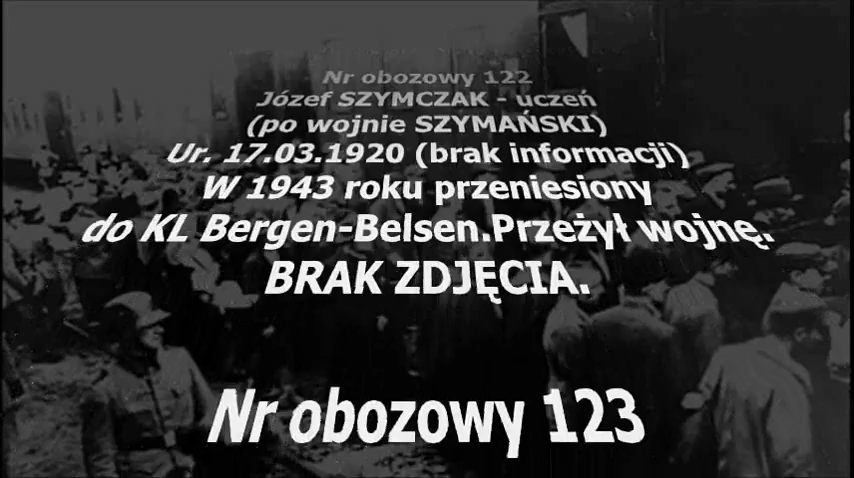 Nr obozowy 122
Józef SZYMCZAK - uczeń
(po wojnie SZYMAŃSKI)
Ur. 17.03.1920 (brak informacji)
W 1943 roku przeniesiony
do KL Bergen-Belsen.Przeżył wojnę.
BRAK ZDJĘCIA.
Nr obozowy 123